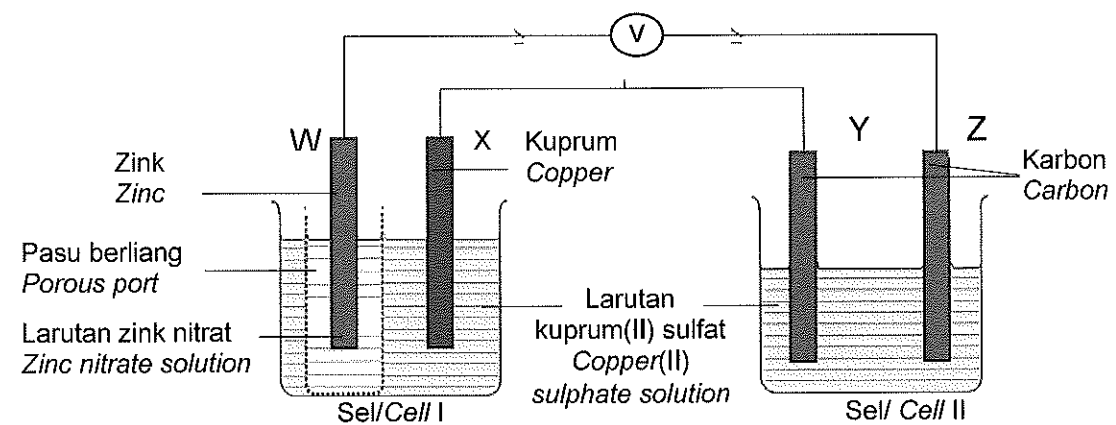 V
W
X
Y
Z
Zink
Zinc
Kuprum
Copper
Karbon
Carbon
Pasu berliang
Porous port
Larutan zink nitrat
Zinc nitrate solution
Larutan
kuprum(II) sulfat
Copper(II)
sulphate solution
Sel/Cell I
Sel/ Cell II